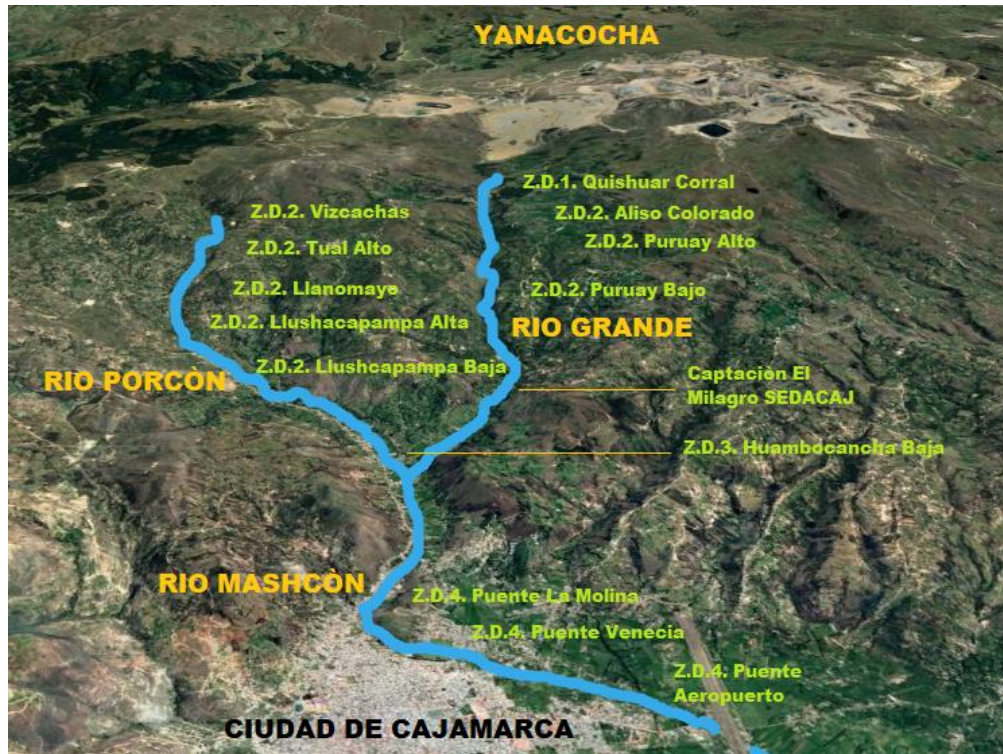 YANACOCHA
Z.D.1. Quishuar Corral
Z.D.2. Vizcachas
Z.D.2. Aliso Colorado
Z.D.2. Tual Alto
Z.D.2. Puruay Alto
Z.D.2. Llanomayo
Z.D.2. Puruay Bajo
Z.D.2. Llushacapampa Alta
RIO GRANDE
Z.D.2. Llushcapampa Baja
RIO PORCÒN
Captaciòn El
Milagro SEDACAJ
Z.D.3. Huambocancha Baja
RIO MASHCÒN
Z.D.4. Puente La Molina
Z.D.4. Puente Venecia
Z.D.4. Puente
Aeropuerto
CIUDAD DE CAJAMARCA